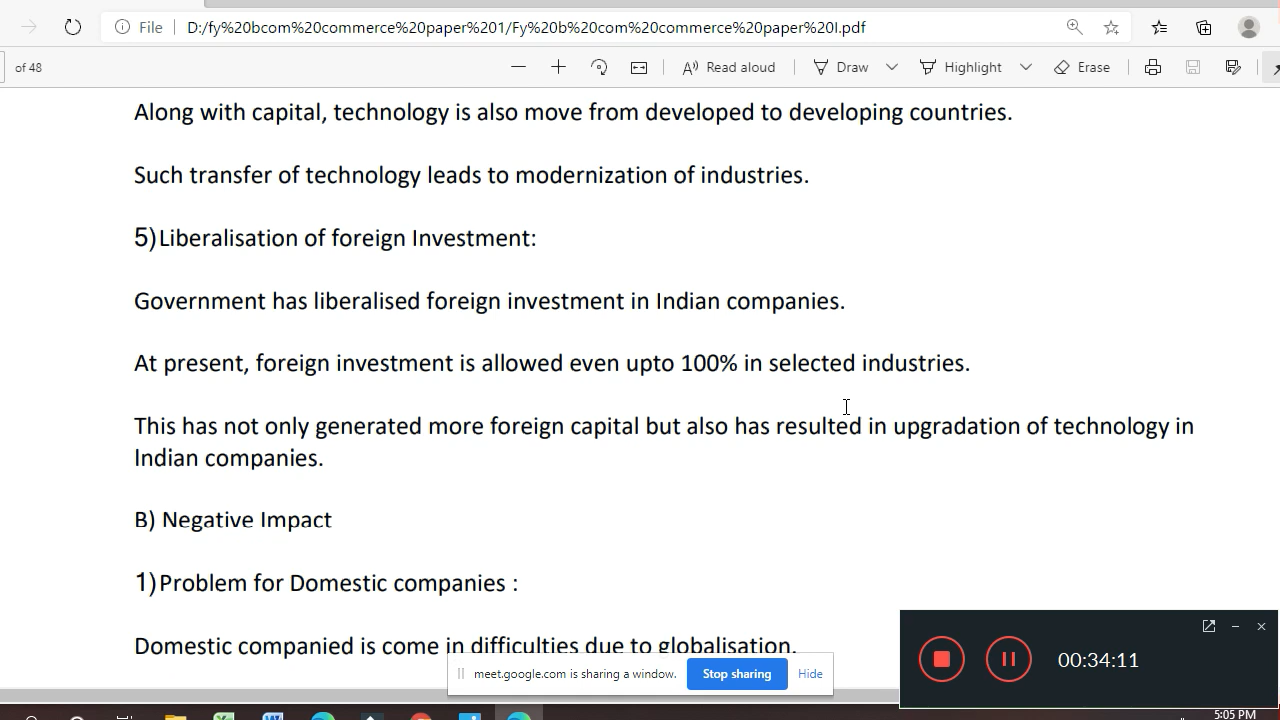 File
D:/fy%20bcom%20commerce%20paper%201/Fy%20b%20com%20commerce%20paper%20I.pdf
of 48
Read aloud
Draw
Highlight
Erase
Along with capital, technology is also move from developed to developing countries.
Such transfer of technology leads to modernization of industries.
5)Liberalisation of foreign Investment:
Government has liberalised foreign investment in Indian companies.
At present, foreign investment is allowed even upto 100% in selected industries.
This has not only generated more foreign capital but also has resulted in upgradation of technology in
Indian companies.
B) Negative Impact
1)Problem for Domestic companies :
Domestic companied is come in difficulties due to globalisation.
meet.google.com is sharing a window.
Stop sharing
Hide
00:34:11
5:05 PM